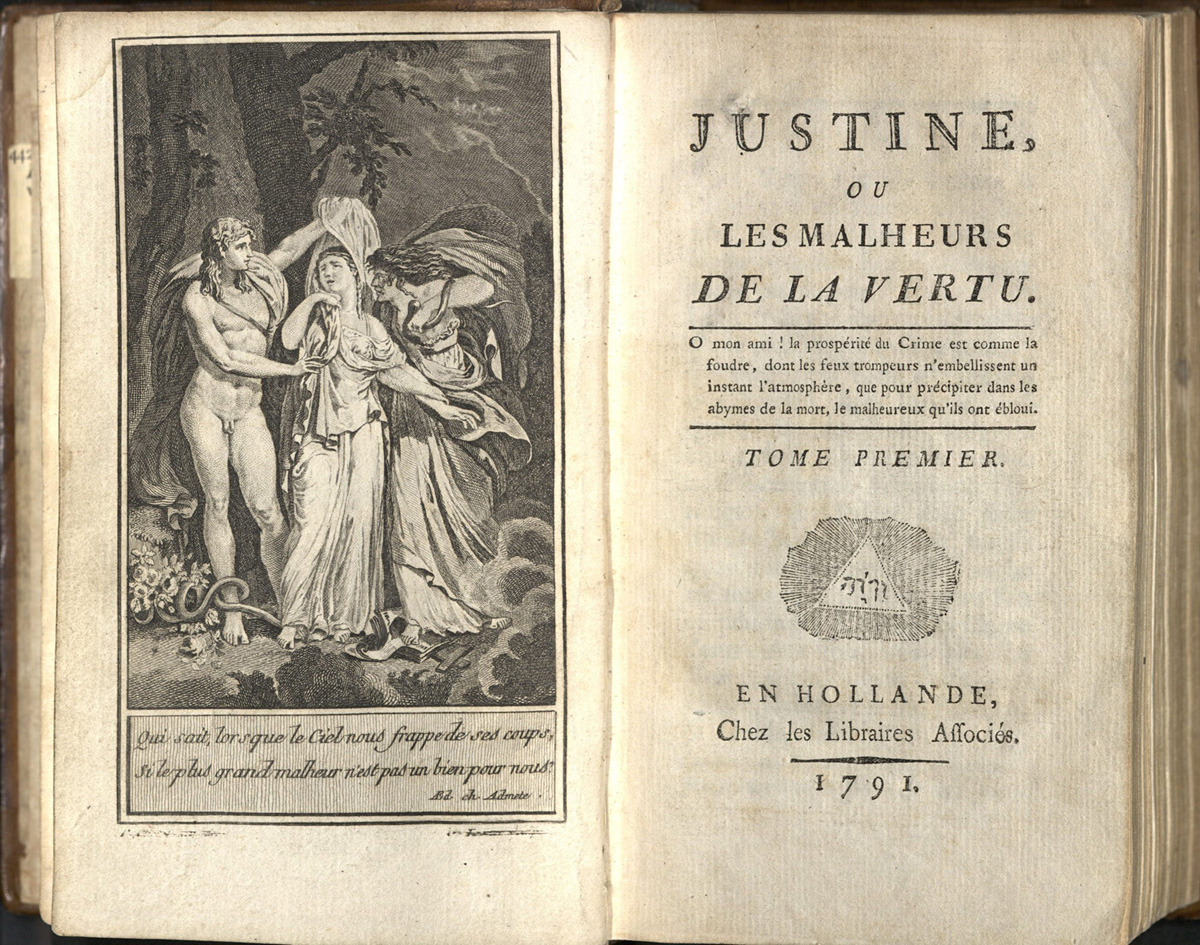 Qui sait, lorsque le Ciel nous frappe de ses coups,
Si le plus grand malheur n'est pas un bien pour nous?
Æd. ch. Admete.
JUSTINE,
OU
LES MALHEURS
DE LA VERTU.
O mon ami ! la prospérité du Crime est comme la
foudre, dont les feux trompeurs n'embellissent un
instant l'atmosphère, que pour précipiter dans les
abymes de la mort, le malheureux qu'ils ont ébloui.
TOME PREMIER.
יהוה
EN HOLLANDE,
Chez les Libraires Aſſociés.
1791.